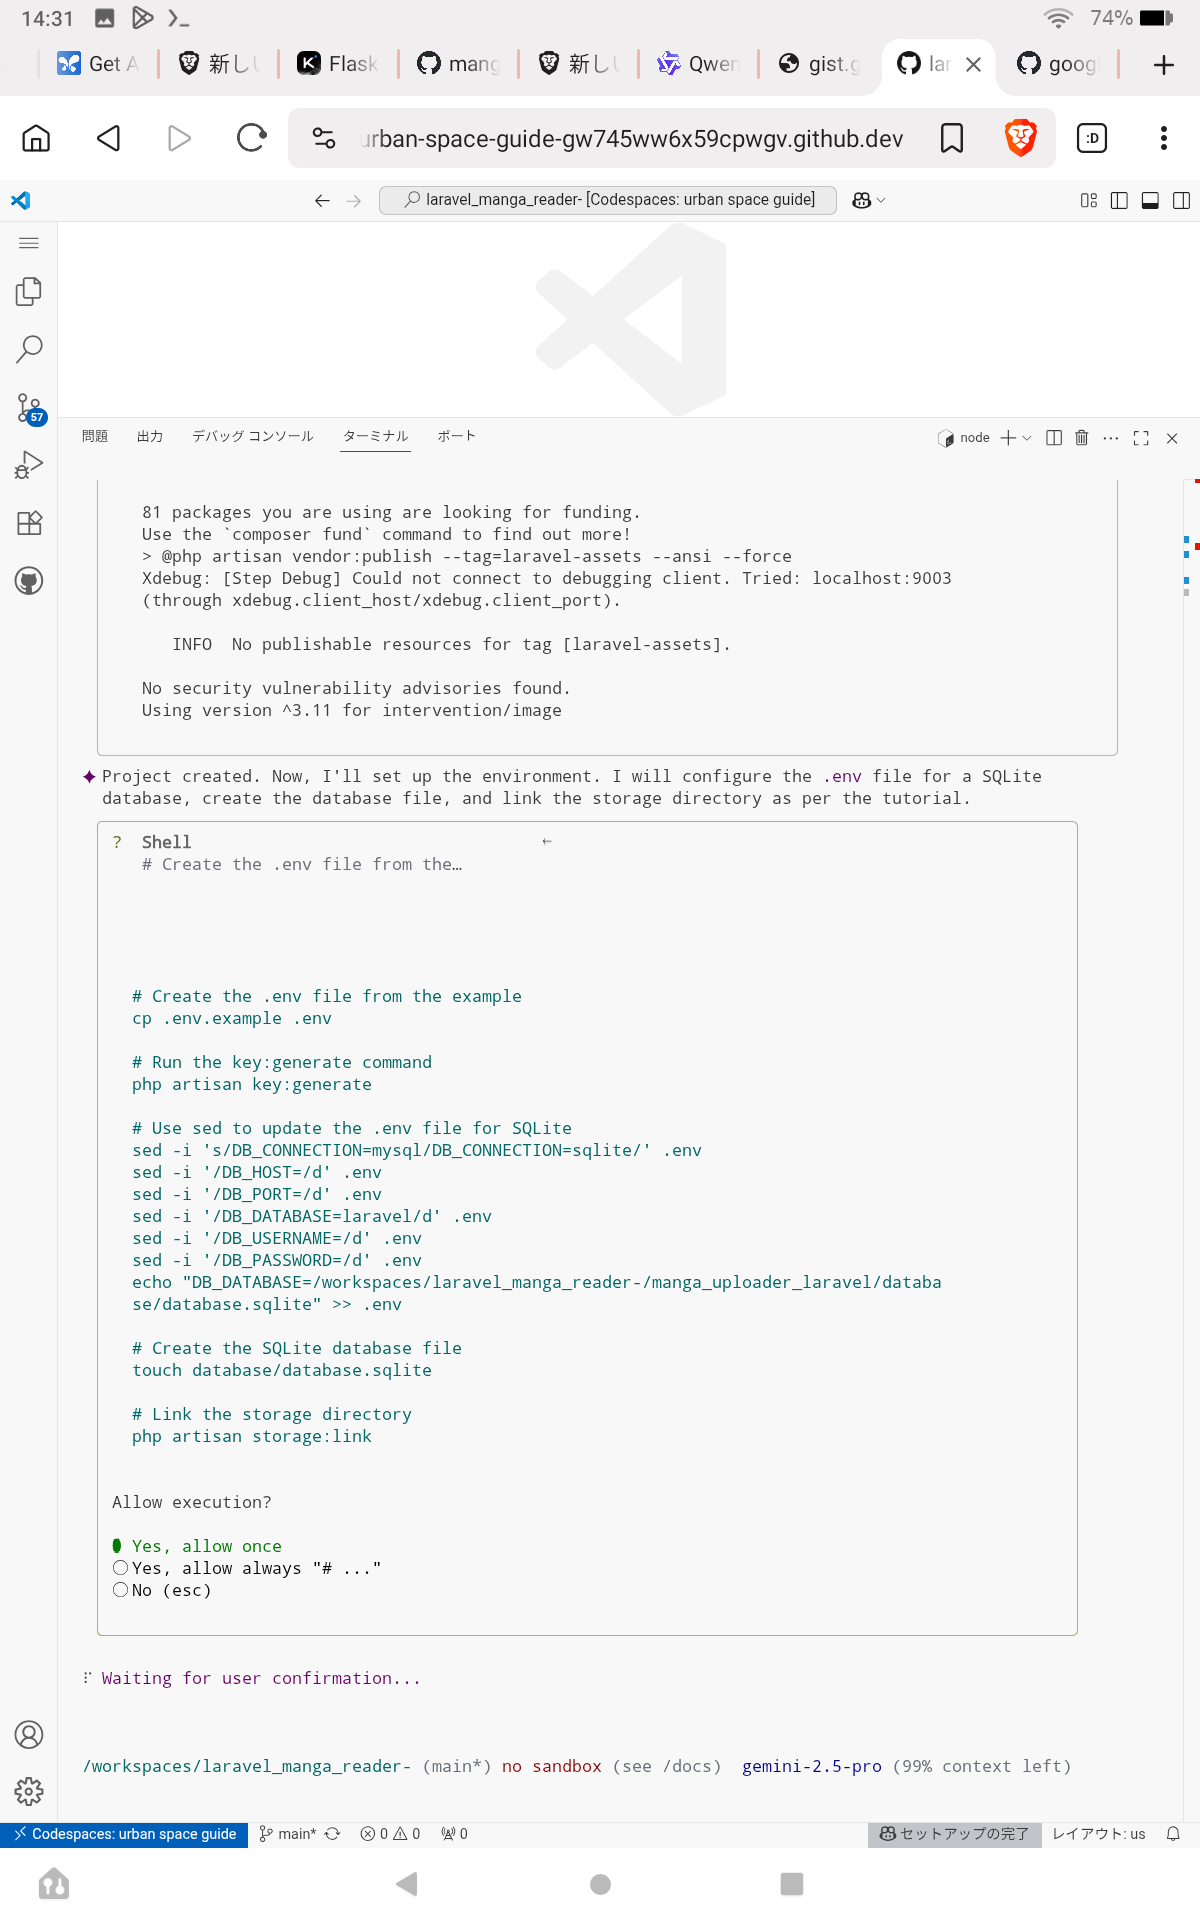 14:31
74%
Get A
新しい
Flask
mang
新しい
Qwen
gist.g
lar
goog
urban-space-guide-gw745ww6x59cpwgv.github.dev
:D
laravel_manga_reader- [Codespaces: urban space guide]
57
問題 出力 デバッグ コンソール ターミナル ポート
node
81 packages you are using are looking for funding.
Use the `composer fund` command to find out more!
> @php artisan vendor:publish --tag=laravel-assets --ansi --force
Xdebug: [Step Debug] Could not connect to debugging client. Tried: localhost:9003
(through xdebug.client_host/xdebug.client_port).
INFO  No publishable resources for tag [laravel-assets].
No security vulnerability advisories found.
Using version ^3.11 for intervention/image
✦ Project created. Now, I'll set up the environment. I will configure the .env file for a SQLite
database, create the database file, and link the storage directory as per the tutorial.
?  Shell ←
# Create the .env file from the…
# Create the .env file from the example
cp .env.example .env
# Run the key:generate command
php artisan key:generate
# Use sed to update the .env file for SQLite
sed -i 's/DB_CONNECTION=mysql/DB_CONNECTION=sqlite/' .env
sed -i '/DB_HOST=/d' .env
sed -i '/DB_PORT=/d' .env
sed -i '/DB_DATABASE=laravel/d' .env
sed -i '/DB_USERNAME=/d' .env
sed -i '/DB_PASSWORD=/d' .env
echo "DB_DATABASE=/workspaces/laravel_manga_reader-/manga_uploader_laravel/databa
se/database.sqlite" >> .env
# Create the SQLite database file
touch database/database.sqlite
# Link the storage directory
php artisan storage:link
Allow execution?
Yes, allow once
Yes, allow always "# ..."
No (esc)
Waiting for user confirmation...
/workspaces/laravel_manga_reader- (main*) no sandbox (see /docs)  gemini-2.5-pro (99% context left)
Codespaces: urban space guide main* 0 0 0 セットアップの完了 レイアウト: us